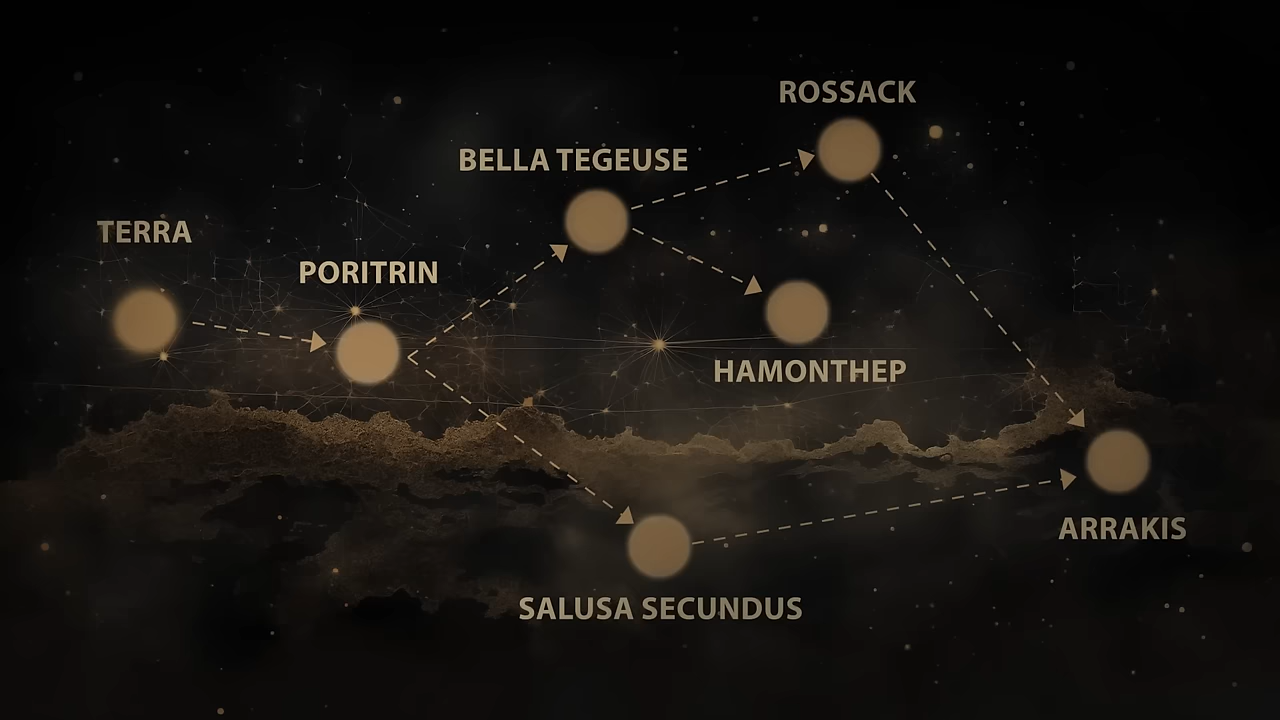 ROSSACK
BELLA TEGEUSE
TERRA
PORITRIN
HAMONTHEP
ARRAKIS
SALUSA SECUNDUS